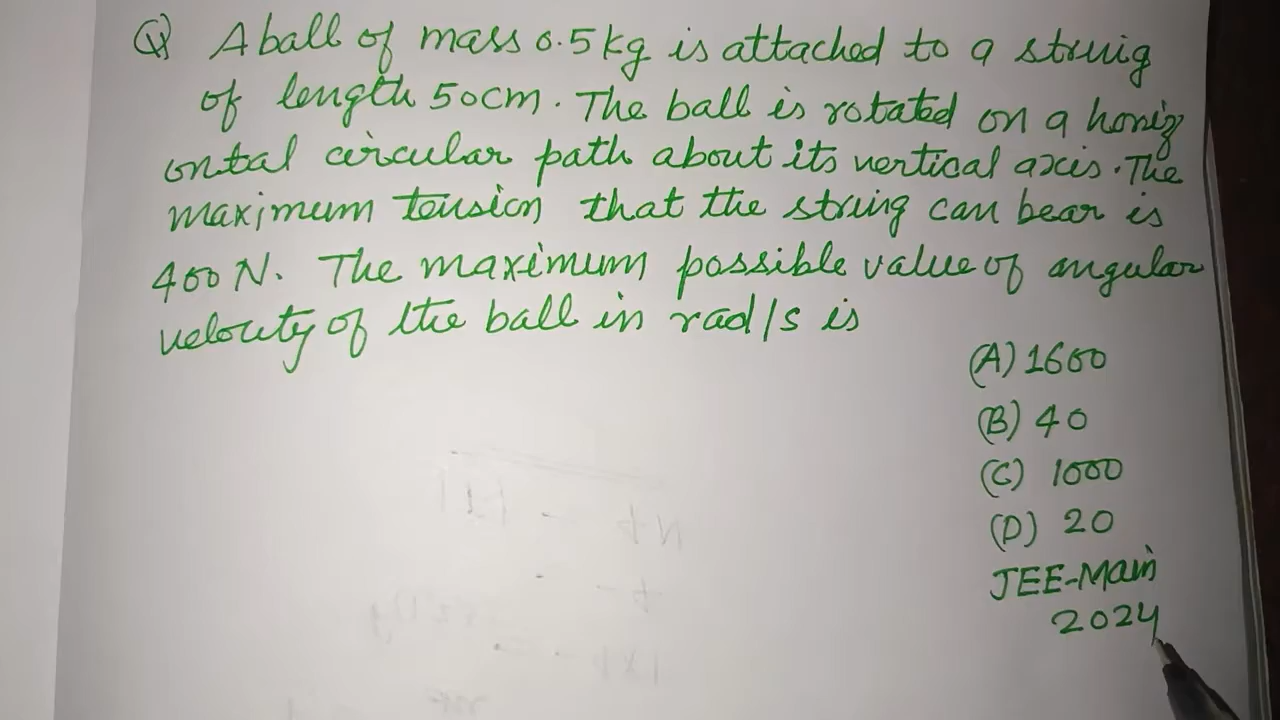 Q) A ball of mass 0.5 kg is attached to a string
of length 50cm. The ball is rotated on a horiz
ontal circular path about its vertical axis. The
maximum tension that the string can bear is
400 N. The maximum possible value of angular
velocity of the ball in rad/s is
(A) 1600
(B) 40
(C) 1000
(D) 20
JEE-Main
2024